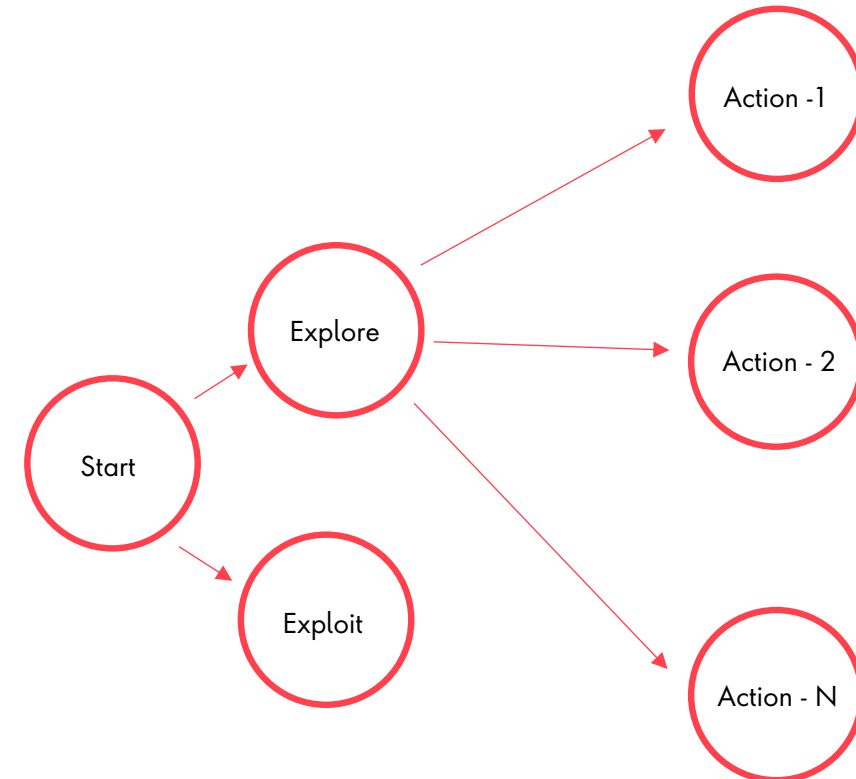 Action -1
Explore
Action - 2
Start
Exploit
Action - N